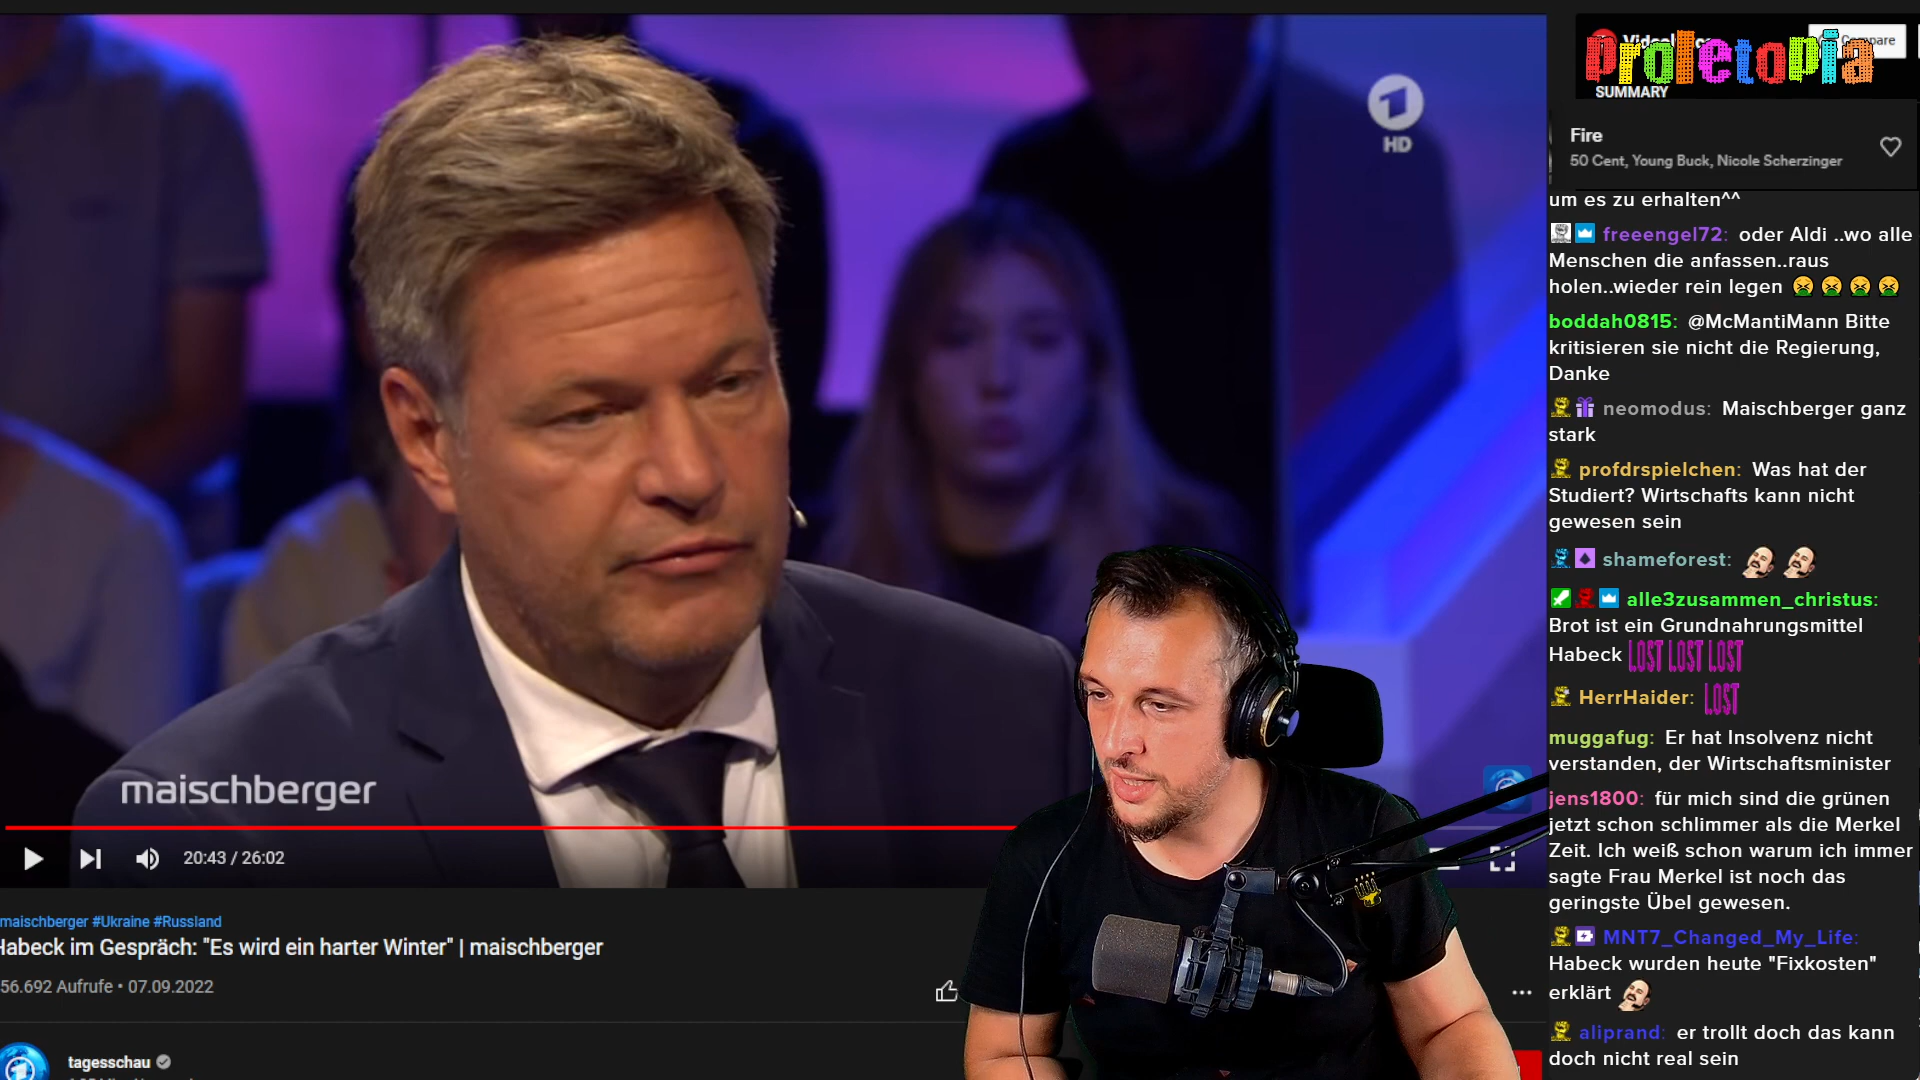 HD
maischberger
20:43 / 26:02
maischberger #Ukraine #Russland
Habeck im Gespräch: "Es wird ein harter Winter" | maischberger
56.692 Aufrufe • 07.09.2022
tagesschau
Proletopia
SUMMARY
Fire
50 Cent, Young Buck, Nicole Scherzinger
um es zu erhalten^^
freeengel72: oder Aldi ..wo alle
Menschen die anfassen..raus
holen..wieder rein legen 🤮 🤮 🤮 🤮
boddah0815: @McMantiMann Bitte
kritisieren sie nicht die Regierung,
Danke
neomodus: Maischberger ganz
stark
profdrspielchen: Was hat der
Studiert? Wirtschafts kann nicht
gewesen sein
shameforest:
alle3zusammen_christus:
Brot ist ein Grundnahrungsmittel
Habeck LOST LOST LOST
HerrHaider: LOST
muggafug: Er hat Insolvenz nicht
verstanden, der Wirtschaftsminister
jens1800: für mich sind die grünen
jetzt schon schlimmer als die Merkel
Zeit. Ich weiß schon warum ich immer
sagte Frau Merkel ist noch das
geringste Übel gewesen.
MNT7_Changed_My_Life:
Habeck wurden heute "Fixkosten"
erklärt
aliprand: er trollt doch das kann
doch nicht real sein